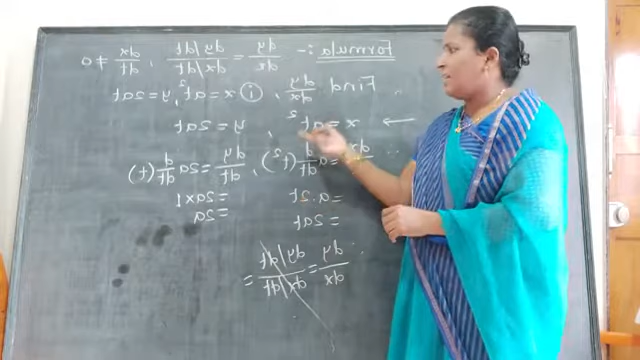 Formula :- dy/dx = dy/dt / dx/dt , dx/dt ≠ 0
Find dy/dx , (i) x = at², y = 2at
→ x = at² , y = 2at
dx/dt = a d/dt (t²) , dy/dt = 2a d/dt (t)
= a.2t = 2a×1
= 2at = 2a
∴ dy/dx = dy/dt / dx/dt =